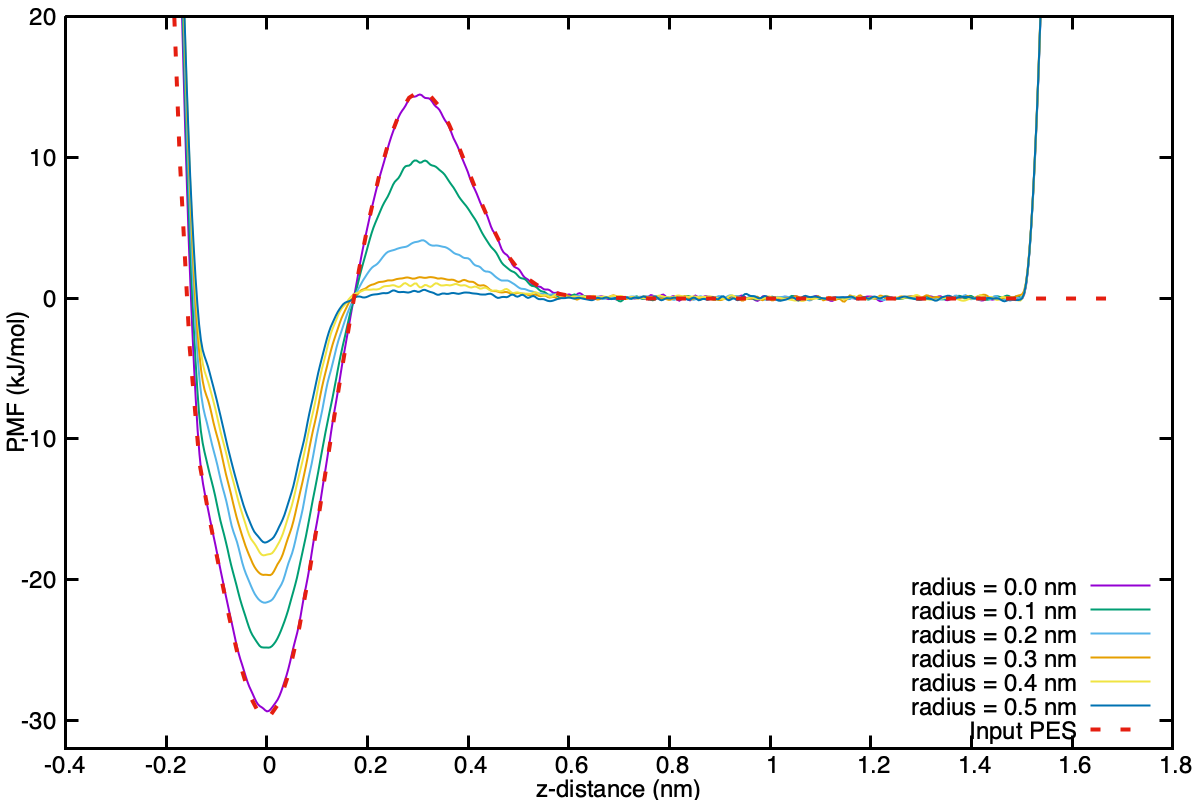 20
10
0
-10
-20
-30
PMF (kJ/mol)
radius = 0.0 nm
radius = 0.1 nm
radius = 0.2 nm
radius = 0.3 nm
radius = 0.4 nm
radius = 0.5 nm
Input PES
-0.4 -0.2 0 0.2 0.4 0.6 0.8 1 1.2 1.4 1.6 1.8
z-distance (nm)